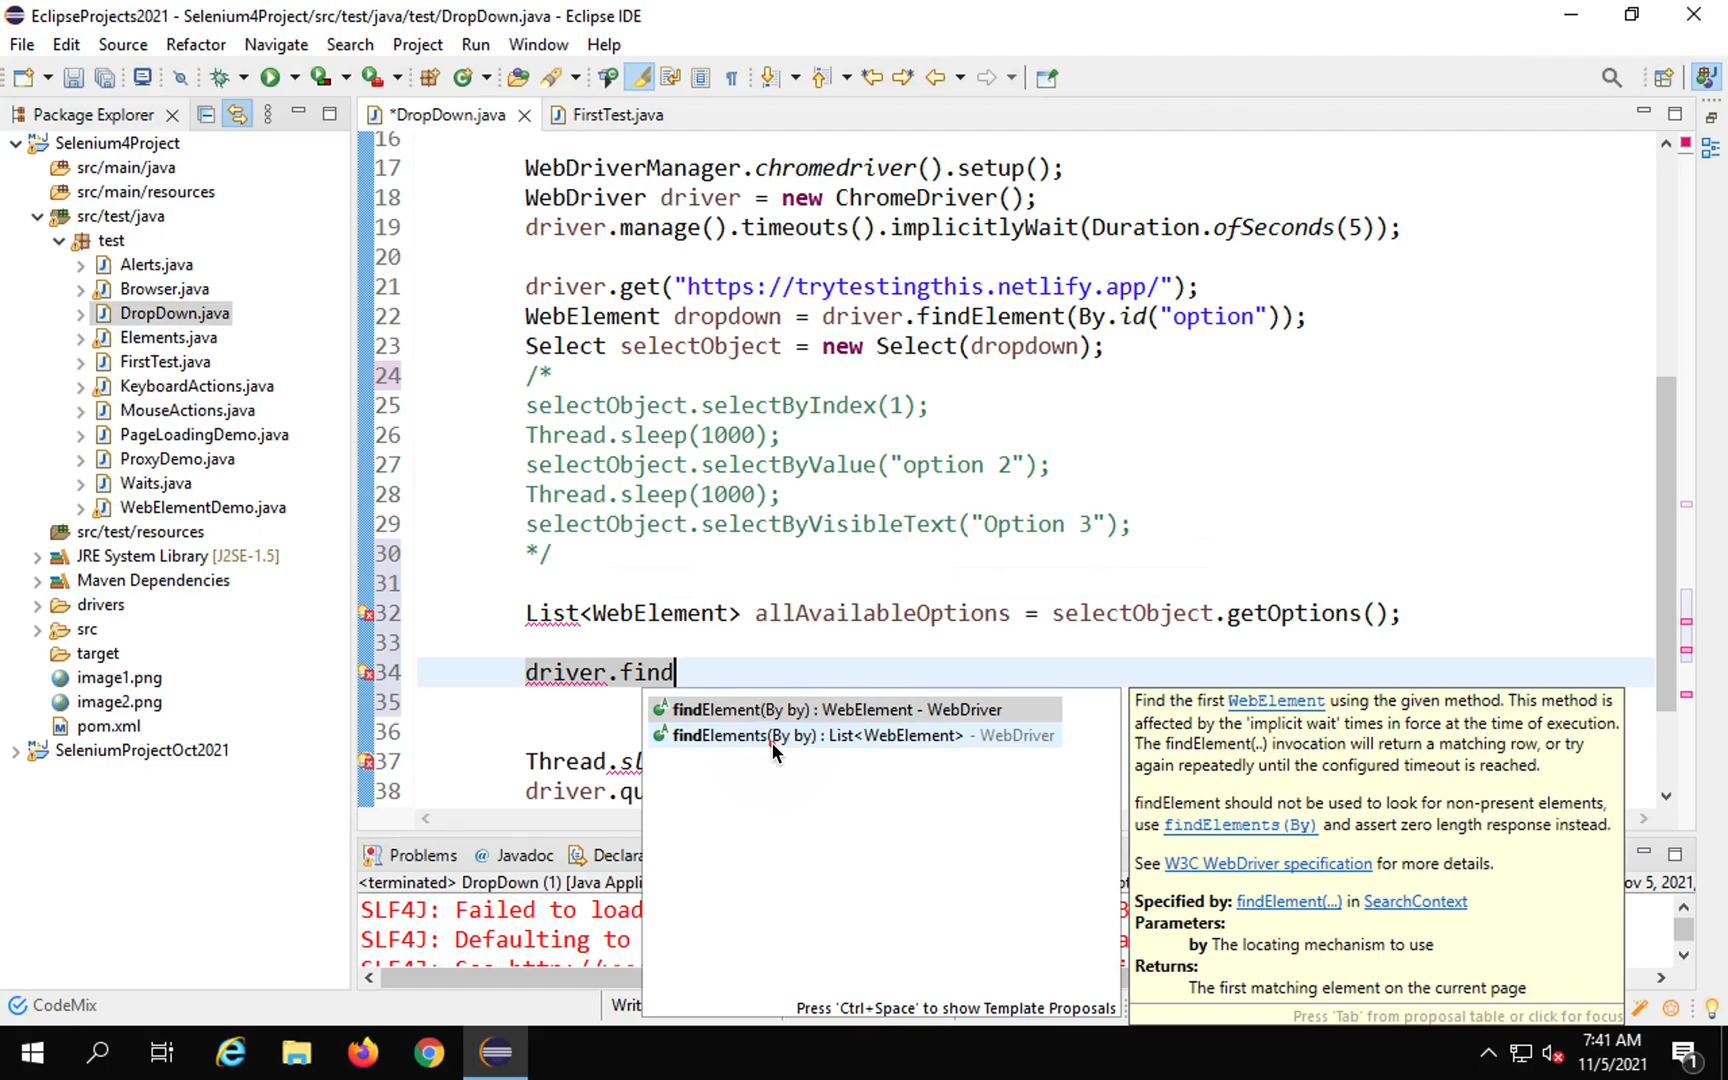 EclipseProjects2021 - Selenium4Project/src/test/java/test/DropDown.java - Eclipse IDE
File Edit Source Refactor Navigate Search Project Run Window Help
Package Explorer
*DropDown.java FirstTest.java
Selenium4Project
src/main/java
src/main/resources
src/test/java
test
Alerts.java
Browser.java
DropDown.java
Elements.java
FirstTest.java
KeyboardActions.java
MouseActions.java
PageLoadingDemo.java
ProxyDemo.java
Waits.java
WebElementDemo.java
src/test/resources
JRE System Library [J2SE-1.5]
Maven Dependencies
drivers
src
target
image1.png
image2.png
pom.xml
SeleniumProjectOct2021
16
17 WebDriverManager.chromedriver().setup();
18 WebDriver driver = new ChromeDriver();
19 driver.manage().timeouts().implicitlyWait(Duration.ofSeconds(5));
20
21 driver.get("https://trytestingthis.netlify.app/");
22 WebElement dropdown = driver.findElement(By.id("option"));
23 Select selectObject = new Select(dropdown);
24 /*
25 selectObject.selectByIndex(1);
26 Thread.sleep(1000);
27 selectObject.selectByValue("option 2");
28 Thread.sleep(1000);
29 selectObject.selectByVisibleText("Option 3");
30 */
31
32 List<WebElement> allAvailableOptions = selectObject.getOptions();
33
34 driver.find
35
36
37 Thread.sl
38 driver.qu
findElement(By by) : WebElement - WebDriver
findElements(By by) : List<WebElement> - WebDriver
Press 'Ctrl+Space' to show Template Proposals
Find the first WebElement using the given method. This method is
affected by the 'implicit wait' times in force at the time of execution.
The findElement(..) invocation will return a matching row, or try
again repeatedly until the configured timeout is reached.
findElement should not be used to look for non-present elements,
use findElements(By) and assert zero length response instead.
See W3C WebDriver specification for more details.
Specified by: findElement(...) in SearchContext
Parameters:
by The locating mechanism to use
Returns:
The first matching element on the current page
Press 'Tab' from proposal table or click for focus
Problems @ Javadoc Declara
<terminated> DropDown (1) [Java Appli
ov 5, 2021,
SLF4J: Failed to load
SLF4J: Defaulting to
CodeMix
Writ
7:41 AM
11/5/2021
1